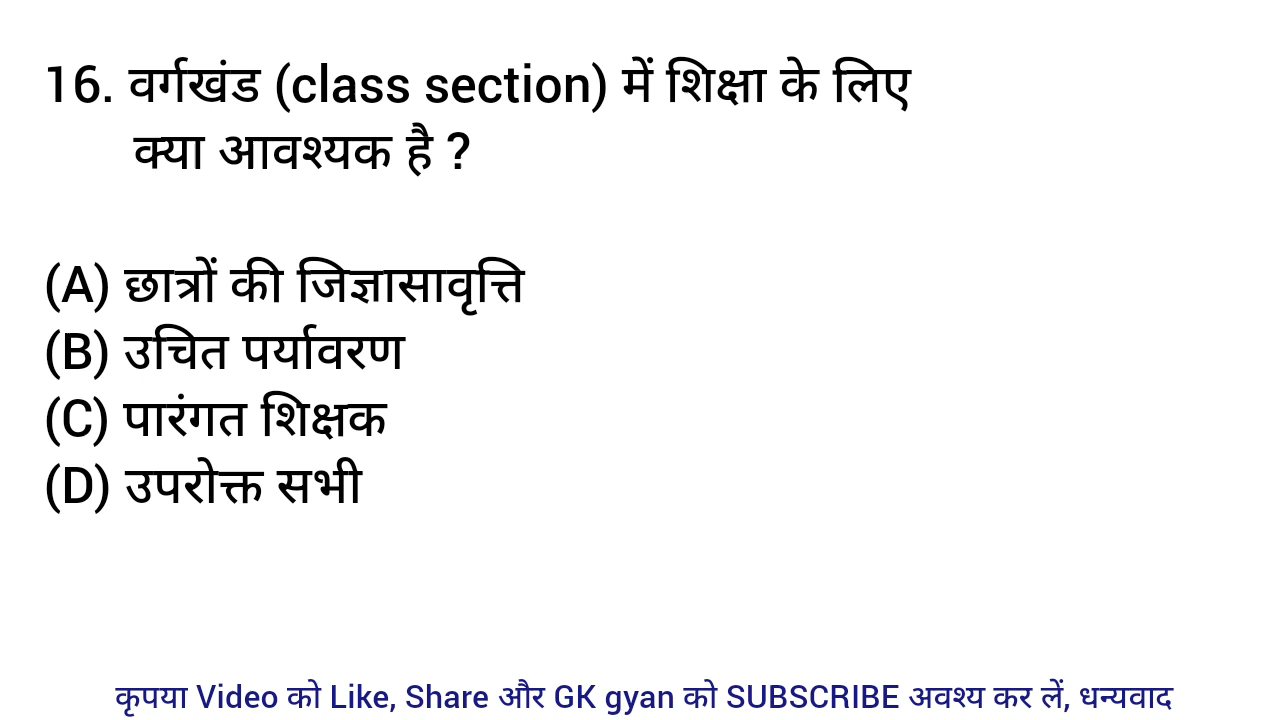 16. वर्गखंड (class section) में शिक्षा के लिए
क्या आवश्यक है ?
(A) छात्रों की जिज्ञासावृत्ति
(B) उचित पर्यावरण
(C) पारंगत शिक्षक
(D) उपरोक्त सभी
कृपया Video को Like, Share और GK gyan को SUBSCRIBE अवश्य कर लें, धन्यवाद